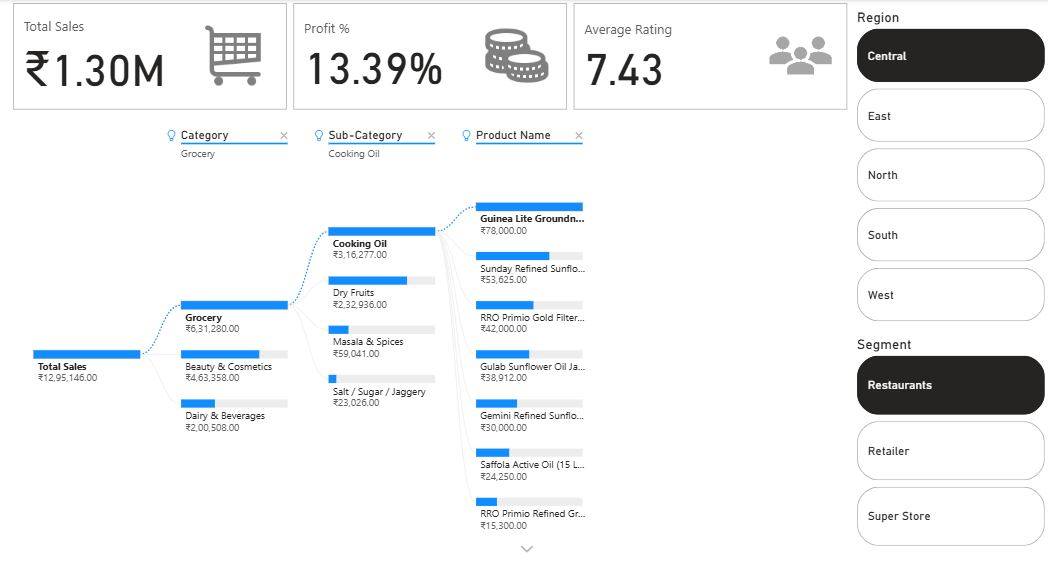 Total Sales
₹1.30M
Profit %
13.39%
Average Rating
7.43
Region
Central
East
North
South
West
Segment
Restaurants
Retailer
Super Store
Category
Grocery
Sub-Category
Cooking Oil
Product Name
Total Sales
₹12,95,146.00
Grocery
₹6,31,280.00
Beauty & Cosmetics
₹4,63,358.00
Dairy & Beverages
₹2,00,508.00
Cooking Oil
₹3,16,277.00
Dry Fruits
₹2,32,936.00
Masala & Spices
₹59,041.00
Salt / Sugar / Jaggery
₹23,026.00
Guinea Lite Groundn...
₹78,000.00
Sunday Refined Sunflo...
₹53,625.00
RRO Primio Gold Filter...
₹42,000.00
Gulab Sunflower Oil Ja...
₹38,912.00
Gemini Refined Sunflo...
₹30,000.00
Saffola Active Oil (15 L...
₹24,250.00
RRO Primio Refined Gr...
₹15,300.00